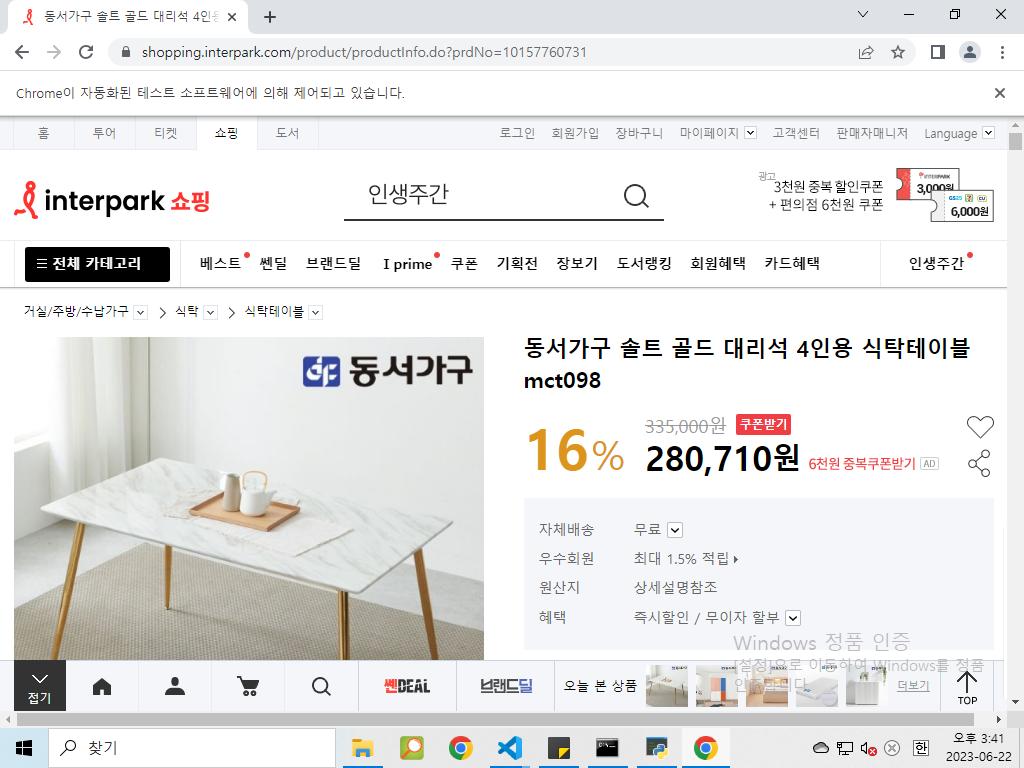 동서가구 솔트 골드 대리석 4인용
shopping.interpark.com/product/productInfo.do?prdNo=10157760731
Chrome이 자동화된 테스트 소프트웨어에 의해 제어되고 있습니다.
홈 투어 티켓 쇼핑 도서 로그인 회원가입 장바구니 마이페이지 고객센터 판매자매니저 Language
interpark 쇼핑
인생주간
광고
3천원 중복 할인쿠폰
+ 편의점 6천원 쿠폰
INTERPARK
3,000원
GS25 CU
6,000원
전체 카테고리 베스트 쎈딜 브랜드딜 I prime 쿠폰 기획전 장보기 도서랭킹 회원혜택 카드혜택 인생주간
거실/주방/수납가구 식탁 식탁테이블
동서가구
동서가구 솔트 골드 대리석 4인용 식탁테이블
mct098
16%
335,000원 쿠폰받기
280,710원 6천원 중복쿠폰받기 AD
자체배송 무료
우수회원 최대 1.5% 적립
원산지 상세설명참조
혜택 즉시할인 / 무이자 할부
Windows 정품 인증
[설정]으로 이동하여 Windows를 정품
인증합니다.
접기
쎈DEAL
브랜드딜
오늘 본 상품
더보기
TOP
찾기
한
오후 3:41
2023-06-22